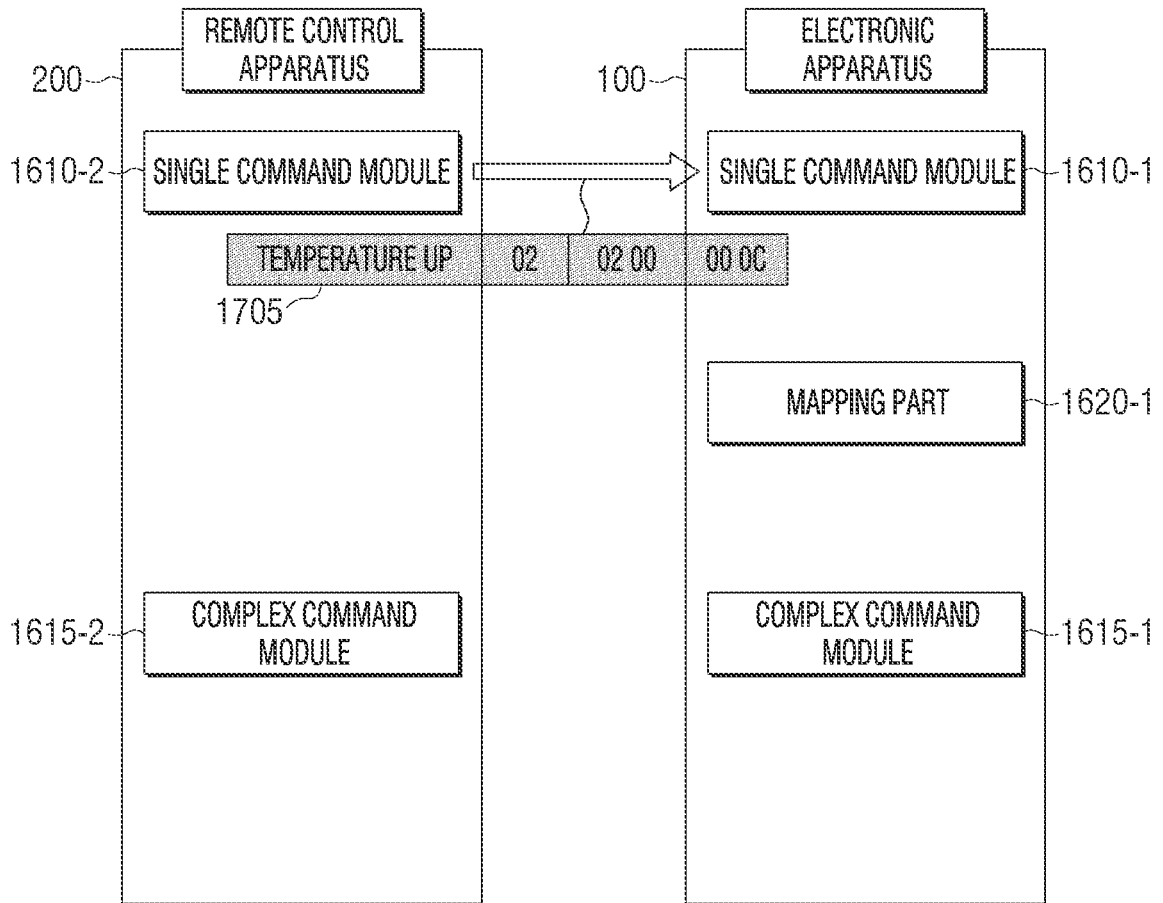 REMOTE CONTROL
APPARATUS
ELECTRONIC
APPARATUS
200
100
1610-2
SINGLE COMMAND MODULE
SINGLE COMMAND MODULE
1610-1
TEMPERATURE UP 02 02 00 00 0C
1705
MAPPING PART
1620-1
1615-2
COMPLEX COMMAND
MODULE
COMPLEX COMMAND
MODULE
1615-1